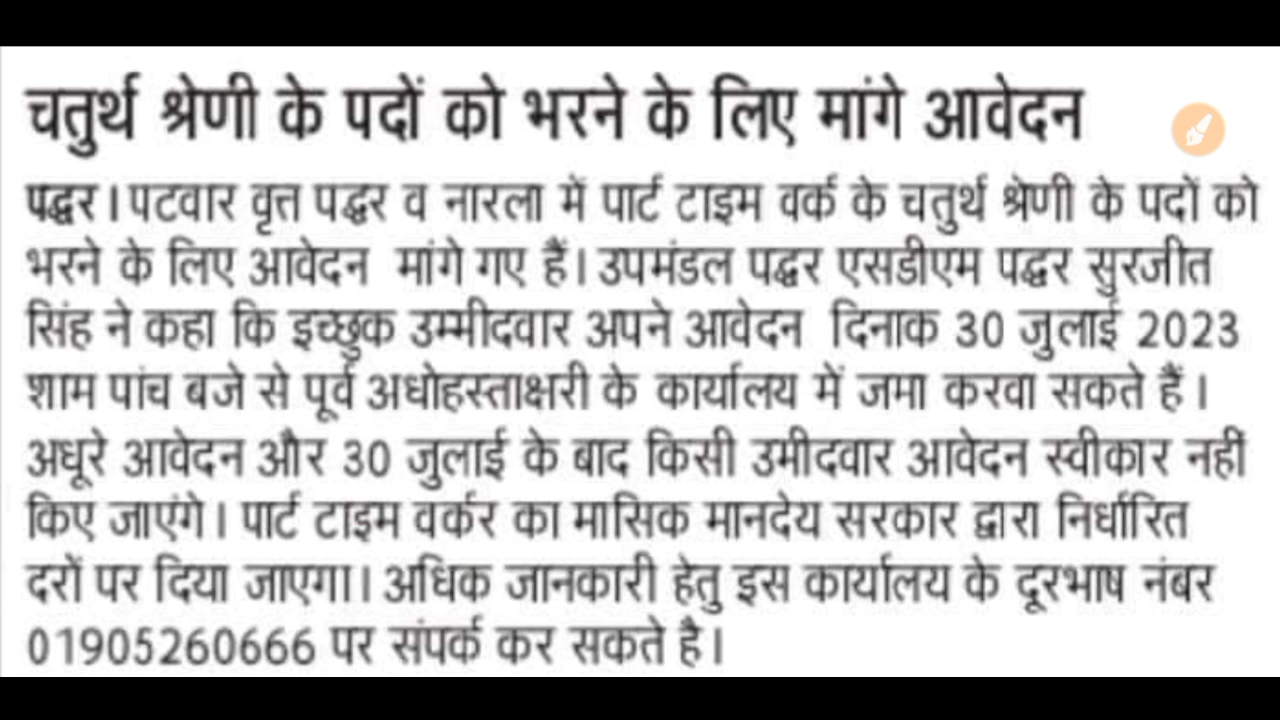 चतुर्थ श्रेणी के पदों को भरने के लिए मांगे आवेदन
पद्धर। पटवार वृत्त पद्धर व नारला में पार्ट टाइम वर्क के चतुर्थ श्रेणी के पदों को
भरने के लिए आवेदन मांगे गए हैं। उपमंडल पद्धर एसडीएम पद्धर सुरजीत
सिंह ने कहा कि इच्छुक उम्मीदवार अपने आवेदन दिनाक 30 जुलाई 2023
शाम पांच बजे से पूर्व अधोहस्ताक्षरी के कार्यालय में जमा करवा सकते हैं।
अधूरे आवेदन और 30 जुलाई के बाद किसी उमीदवार आवेदन स्वीकार नहीं
किए जाएंगे। पार्ट टाइम वर्कर का मासिक मानदेय सरकार द्वारा निर्धारित
दरों पर दिया जाएगा। अधिक जानकारी हेतु इस कार्यालय के दूरभाष नंबर
01905260666 पर संपर्क कर सकते है।